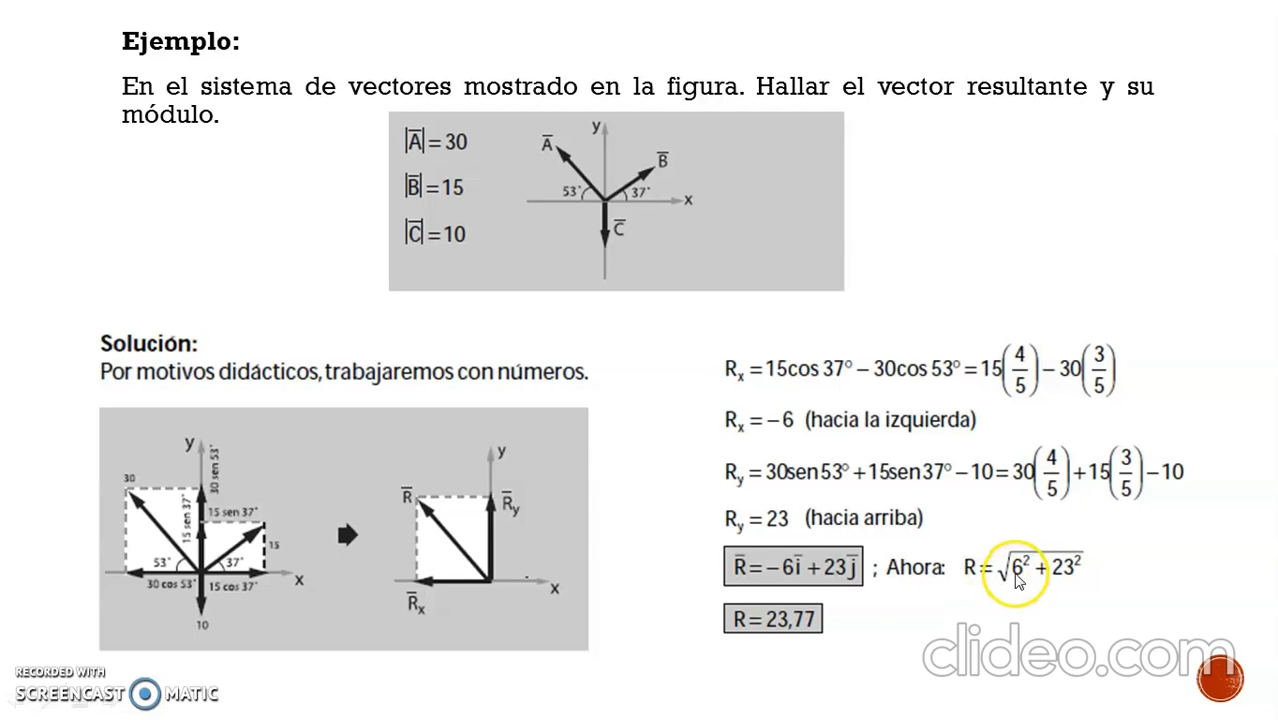 Ejemplo:
En el sistema de vectores mostrado en la figura. Hallar el vector resultante y su
módulo.
|A̅| = 30
|B̅| = 15
|C̅| = 10
y
A̅
B̅
53°
37°
x
C̅
Solución:
Por motivos didácticos, trabajaremos con números.
y
30 sen 53°
30
15 sen 37°
15 sen 37°
15
53°
37°
30 cos 53°
15 cos 37°
x
10
y
R̅
R̅y
x
R̅x
Rx = 15cos 37° − 30cos 53° = 15(4/5) − 30(3/5)
Rx = − 6 (hacia la izquierda)
Ry = 30sen 53° + 15sen 37° − 10 = 30(4/5) + 15(3/5) − 10
Ry = 23 (hacia arriba)
R̅ = − 6i̅ + 23j̅ ; Ahora: R = √6² + 23²
R = 23,77
clideo.com
RECORDED WITH
SCREENCAST MATIC